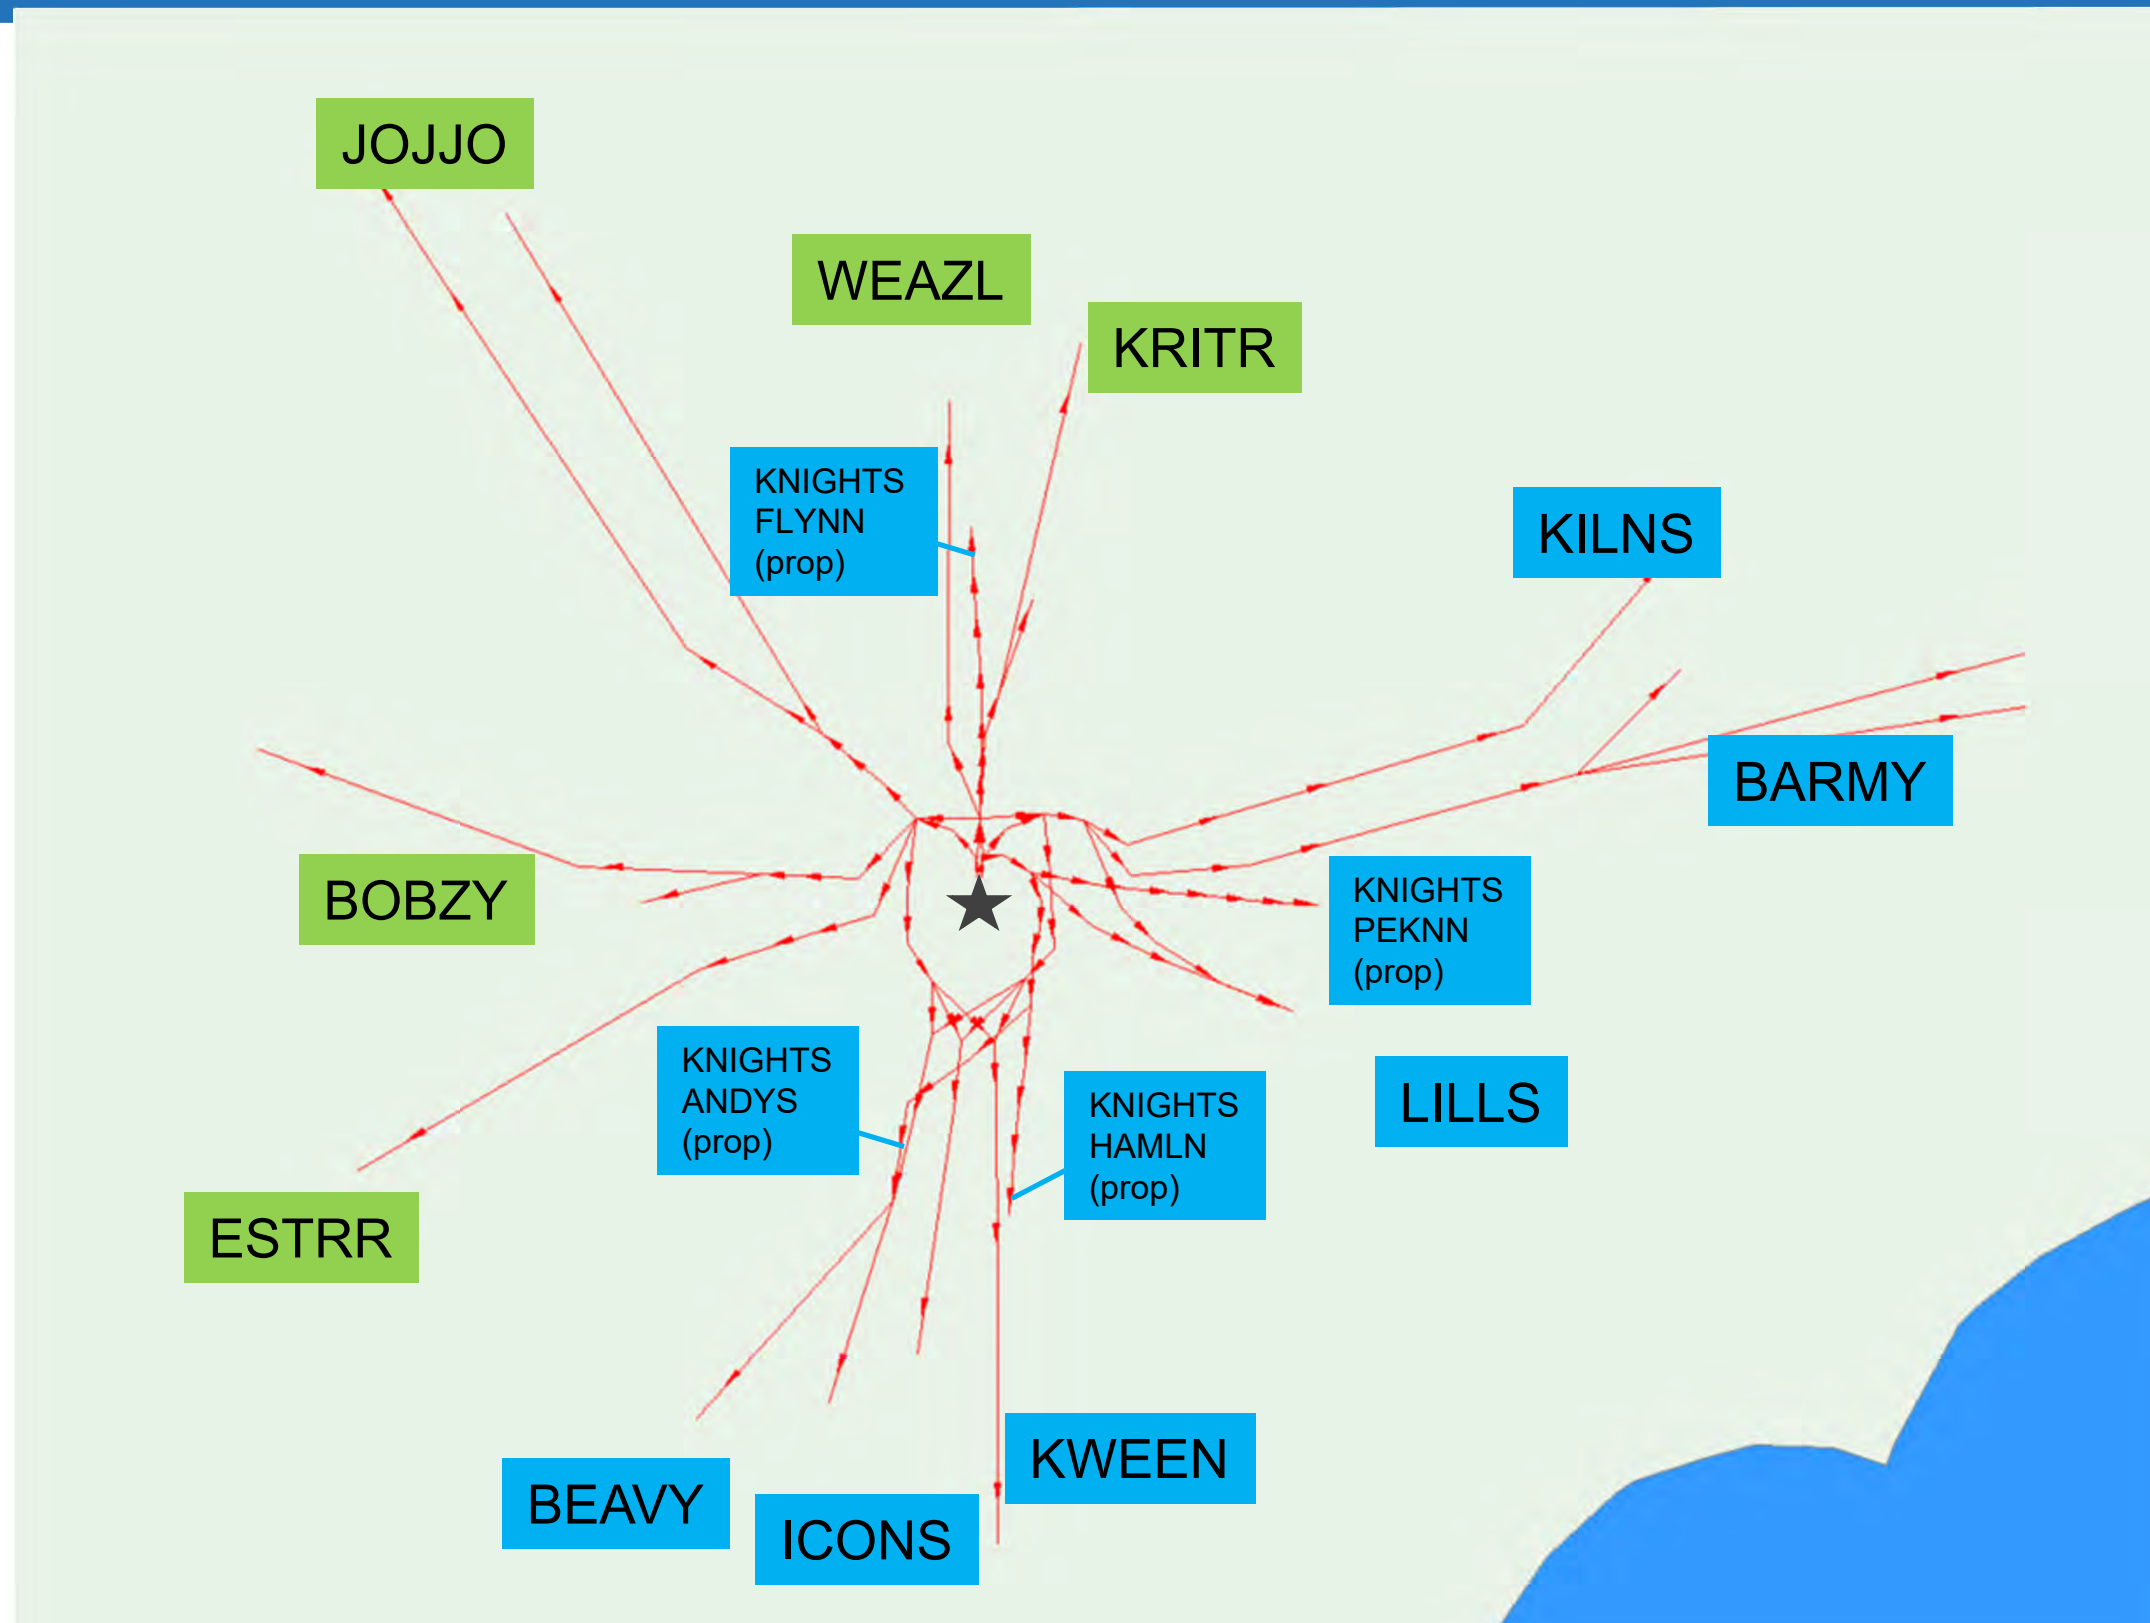 JOJJO
WEAZL
KRITR
KNIGHTS
FLYNN
(prop)
KILNS
BARMY
BOBZY
KNIGHTS
PEKNN
(prop)
KNIGHTS
ANDYS
(prop)
KNIGHTS
HAMLN
(prop)
LILLS
ESTRR
KWEEN
BEAVY
ICONS